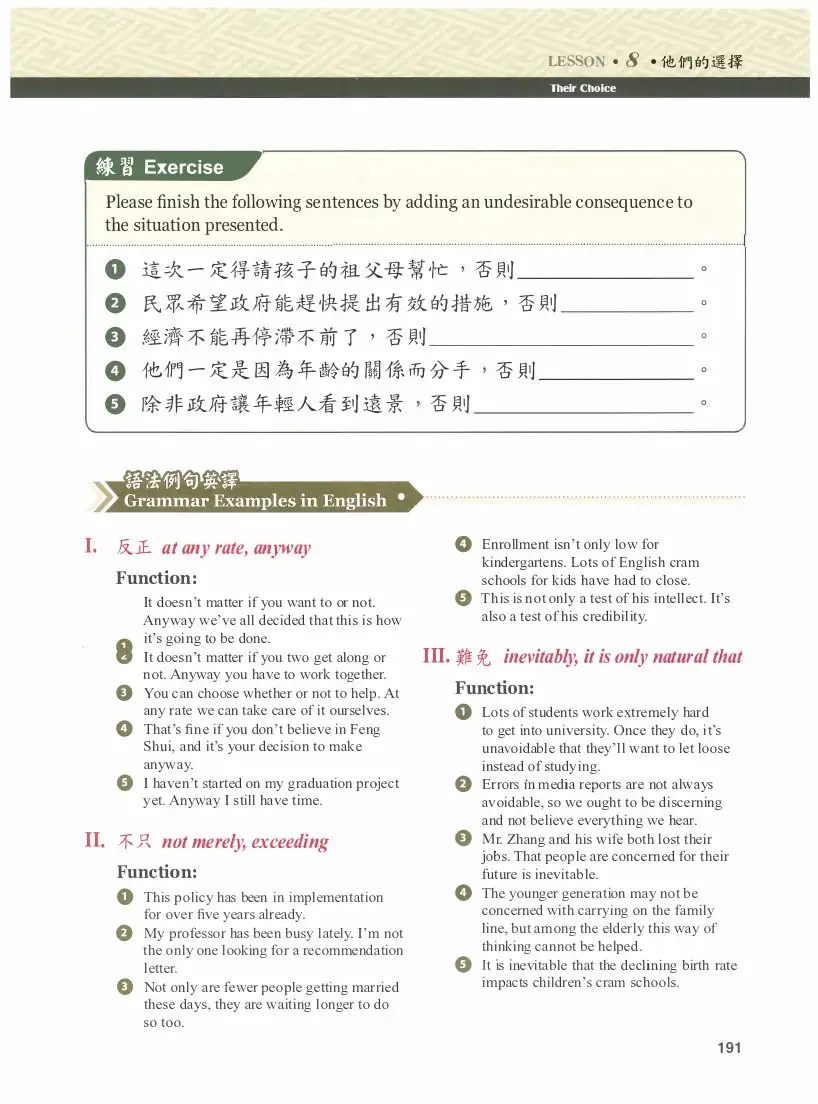 LESSON • 8 • 他們的選擇
Their Choice
練習 Exercise
Please finish the following sentences by adding an undesirable consequence to
the situation presented.
1 這次一定得請孩子的祖父母幫忙，否則____________________。
2 民眾希望政府能趕快提出有效的措施，否則_______________。
3 經濟不能再停滯不前了，否則______________________________。
4 他們一定是因為年齡的關係而分手，否則__________________。
5 除非政府讓年輕人看到遠景，否則_________________________。
語法例句英譯
Grammar Examples in English
I. 反正 at any rate, anyway
Function:
1 It doesn't matter if you want to or not.
Anyway we've all decided that this is how
it's going to be done.
2 It doesn't matter if you two get along or
not. Anyway you have to work together.
3 You can choose whether or not to help. At
any rate we can take care of it ourselves.
4 That's fine if you don't believe in Feng
Shui, and it's your decision to make
anyway.
5 I haven't started on my graduation project
yet. Anyway I still have time.
II. 不只 not merely, exceeding
Function:
1 This policy has been in implementation
for over five years already.
2 My professor has been busy lately. I'm not
the only one looking for a recommendation
letter.
3 Not only are fewer people getting married
these days, they are waiting longer to do
so too.
4 Enrollment isn't only low for
kindergartens. Lots of English cram
schools for kids have had to close.
5 This is not only a test of his intellect. It's
also a test of his credibility.
III. 難免 inevitably, it is only natural that
Function:
1 Lots of students work extremely hard
to get into university. Once they do, it's
unavoidable that they'll want to let loose
instead of studying.
2 Errors in media reports are not always
avoidable, so we ought to be discerning
and not believe everything we hear.
3 Mr. Zhang and his wife both lost their
jobs. That people are concerned for their
future is inevitable.
4 The younger generation may not be
concerned with carrying on the family
line, but among the elderly this way of
thinking cannot be helped.
5 It is inevitable that the declining birth rate
impacts children's cram schools.
191